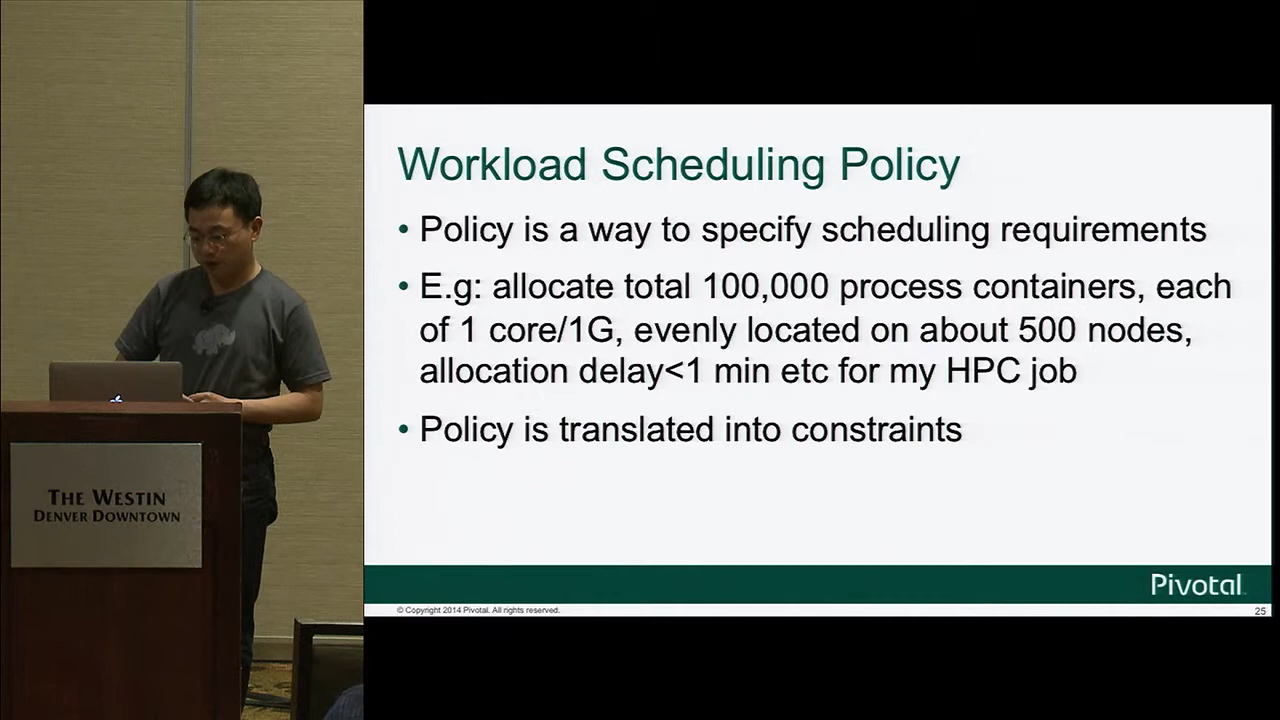 THE WESTIN
DENVER DOWNTOWN
Workload Scheduling Policy
• Policy is a way to specify scheduling requirements
• E.g: allocate total 100,000 process containers, each
of 1 core/1G, evenly located on about 500 nodes,
allocation delay<1 min etc for my HPC job
• Policy is translated into constraints
Pivotal
© Copyright 2014 Pivotal. All rights reserved.
25